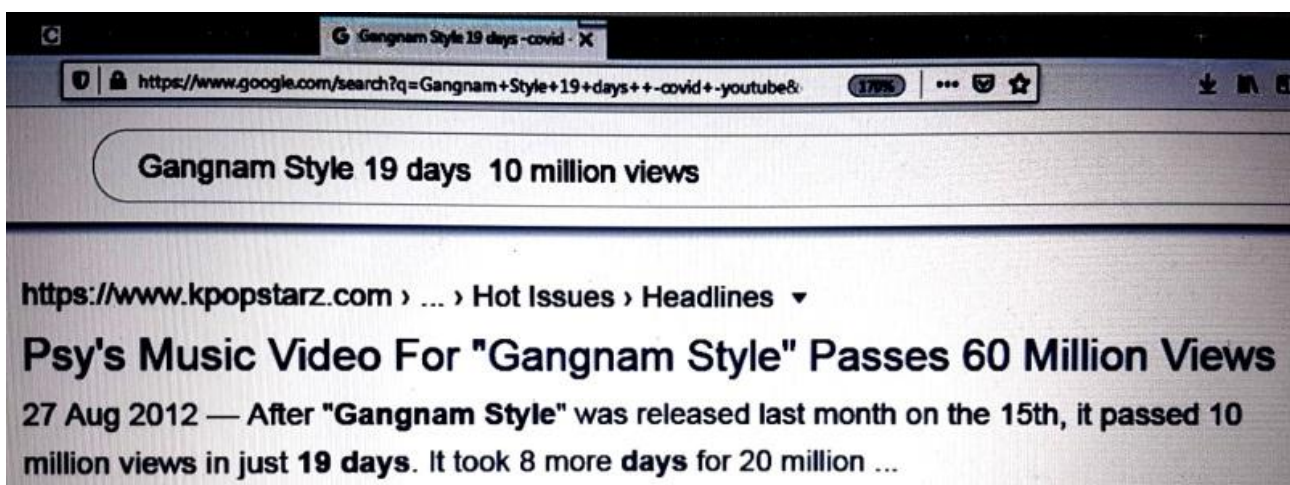 Gangnam Style 19 days -covid -
https://www.google.com/search?q=Gangnam+Style+19+days++-covid+-youtube&
170% ...
Gangnam Style 19 days 10 million views
https://www.kpopstarz.com › ... › Hot Issues › Headlines
Psy's Music Video For "Gangnam Style" Passes 60 Million Views
27 Aug 2012 — After "Gangnam Style" was released last month on the 15th, it passed 10
million views in just 19 days. It took 8 more days for 20 million ...